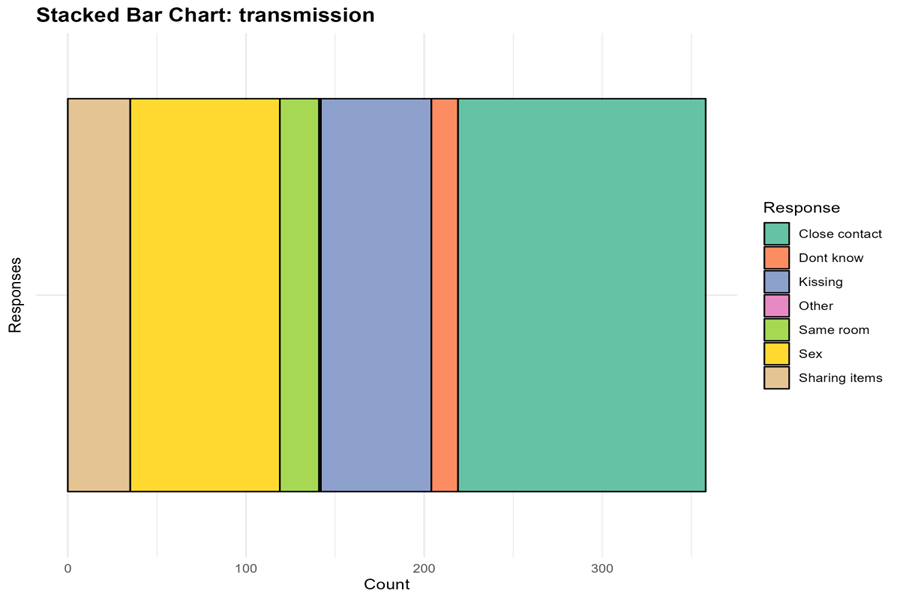 Stacked Bar Chart: transmission
Responses
0
100
200
300
Count
Response
Close contact
Dont know
Kissing
Other
Same room
Sex
Sharing items